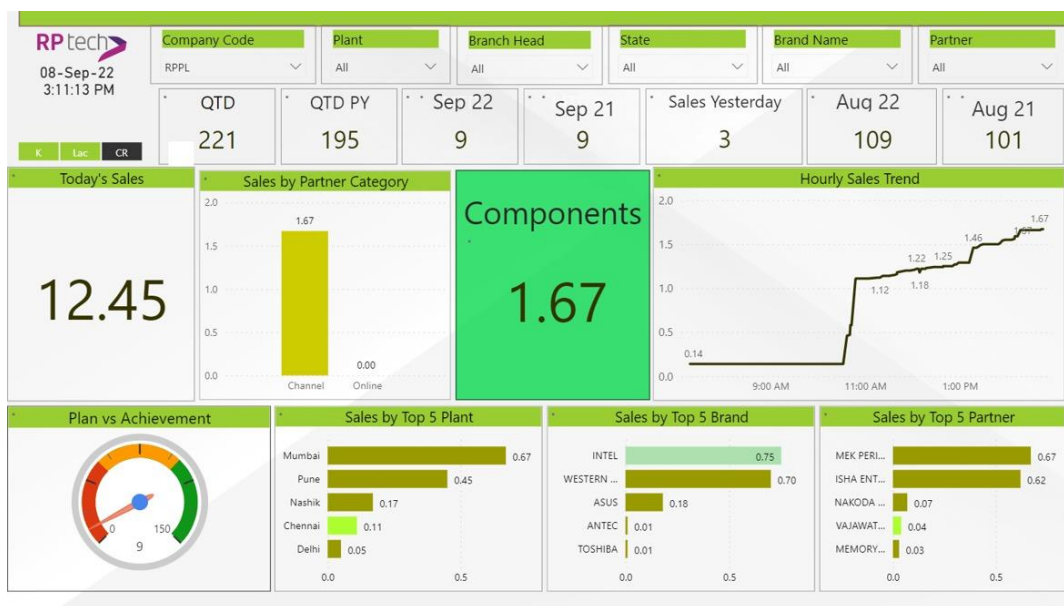 RP tech
08-Sep-22
3:11:13 PM
K Lac CR
Company Code
RPPL
Plant
All
Branch Head
All
State
All
Brand Name
All
Partner
All
QTD
221
QTD PY
195
Sep 22
9
Sep 21
9
Sales Yesterday
3
Aug 22
109
Aug 21
101
Today's Sales
12.45
Sales by Partner Category
2.0
1.5
1.0
0.5
0.0
1.67
0.00
Channel Online
Components
1.67
Hourly Sales Trend
2.0
1.5
1.0
0.5
0.0
0.14
1.12
1.22
1.18
1.25
1.46
1.67
1.67
9:00 AM 11:00 AM 1:00 PM
Plan vs Achievement
0 150
9
Sales by Top 5 Plant
Mumbai 0.67
Pune 0.45
Nashik 0.17
Chennai 0.11
Delhi 0.05
0.0 0.5
Sales by Top 5 Brand
INTEL 0.75
WESTERN ... 0.70
ASUS 0.18
ANTEC 0.01
TOSHIBA 0.01
0.0 0.5
Sales by Top 5 Partner
MEK PERI... 0.67
ISHA ENT... 0.62
NAKODA ... 0.07
VAJAWAT... 0.04
MEMORY... 0.03
0.0 0.5